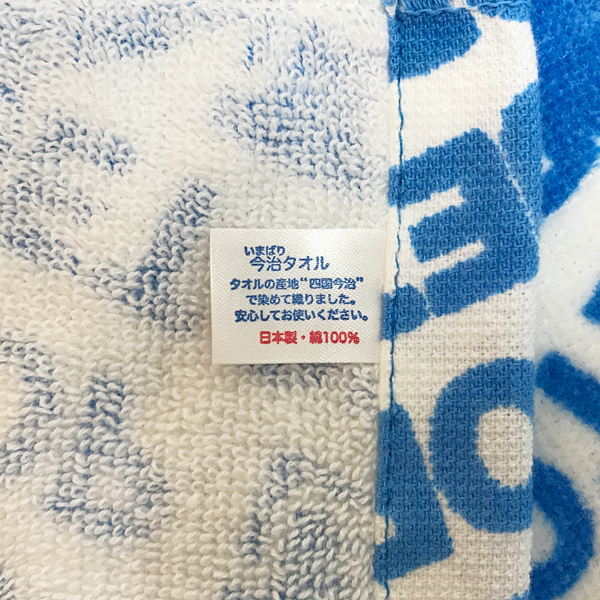 いまばり
今治タオル
タオルの産地“四国今治”
で染めて織りました。
安心してお使いください。
日本製・綿100%